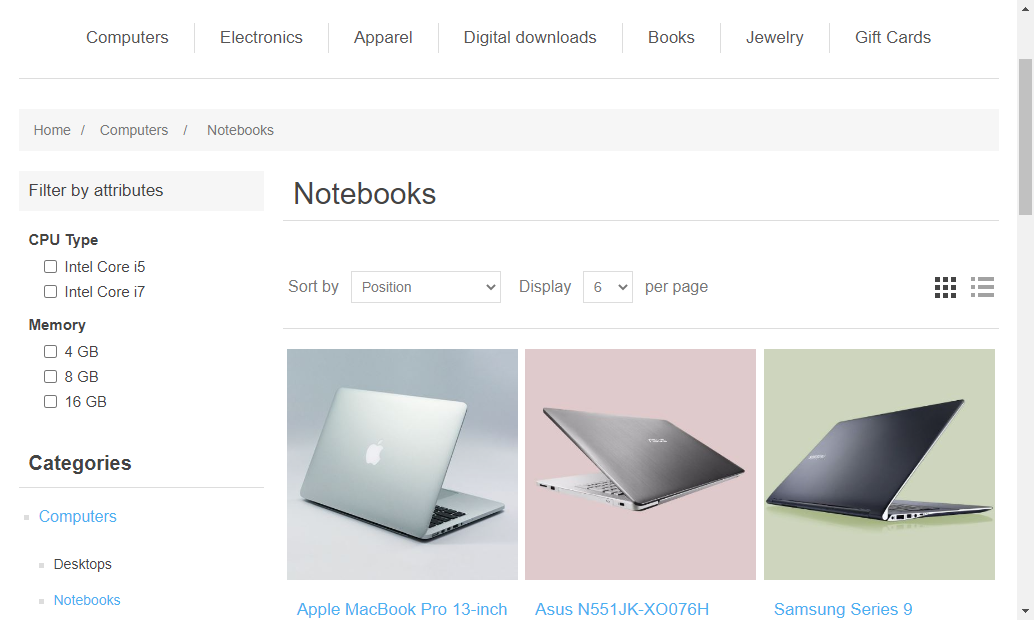 Computers Electronics Apparel Digital downloads Books Jewelry Gift Cards
Home / Computers / Notebooks
Filter by attributes
CPU Type
Intel Core i5
Intel Core i7
Memory
4 GB
8 GB
16 GB
Categories
Computers
Desktops
Notebooks
Notebooks
Sort by Position Display 6 per page
Apple MacBook Pro 13-inch Asus N551JK-XO076H Samsung Series 9